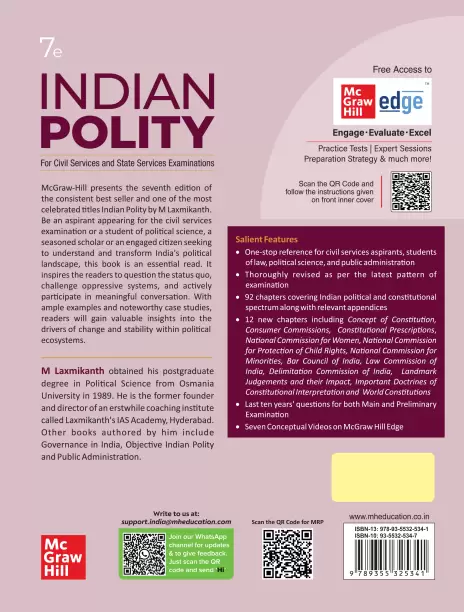 7e
INDIAN
POLITY
For Civil Services and State Services Examinations
McGraw-Hill presents the seventh edition of
the consistent best seller and one of the most
celebrated titles Indian Polity by M Laxmikanth.
Be an aspirant appearing for the civil services
examination or a student of political science, a
seasoned scholar or an engaged citizen seeking
to understand and transform India's political
landscape, this book is an essential read. It
inspires the readers to question the status quo,
challenge oppressive systems, and actively
participate in meaningful conversation. With
ample examples and noteworthy case studies,
readers will gain valuable insights into the
drivers of change and stability within political
ecosystems.
M Laxmikanth obtained his postgraduate
degree in Political Science from Osmania
University in 1989. He is the former founder
and director of an erstwhile coaching institute
called Laxmikanth's IAS Academy, Hyderabad.
Other books authored by him include
Governance in India, Objective Indian Polity
and Public Administration.
Free Access to
Mc
Graw
Hill
edge
TM
Engage·Evaluate·Excel
Practice Tests | Expert Sessions
Preparation Strategy & much more!
Scan the QR Code and
follow the instructions given
on front inner cover
Salient Features
• One-stop reference for civil services aspirants, students
of law, political science, and public administration
• Thoroughly revised as per the latest pattern of
examination
• 92 chapters covering Indian political and constitutional
spectrum along with relevant appendices
• 12 new chapters including Concept of Constitution,
Consumer Commissions, Constitutional Prescriptions,
National Commission for Women, National Commission
for Protection of Child Rights, National Commission for
Minorities, Bar Council of India, Law Commission of
India, Delimitation Commission of India, Landmark
Judgements and their Impact, Important Doctrines of
Constitutional Interpretation and World Constitutions
• Last ten years' questions for both Main and Preliminary
Examination
• Seven Conceptual Videos on McGraw Hill Edge
Mc
Graw
Hill
Write to us at:
support.india@mheducation.com
Join our WhatsApp
channel for updates
& to give feedback.
Just scan the QR
code and send Hi
Scan the QR Code for MRP
www.mheducation.co.in
ISBN-13: 978-93-5532-534-1
ISBN-10: 93-5532-534-7
9 789355 325341